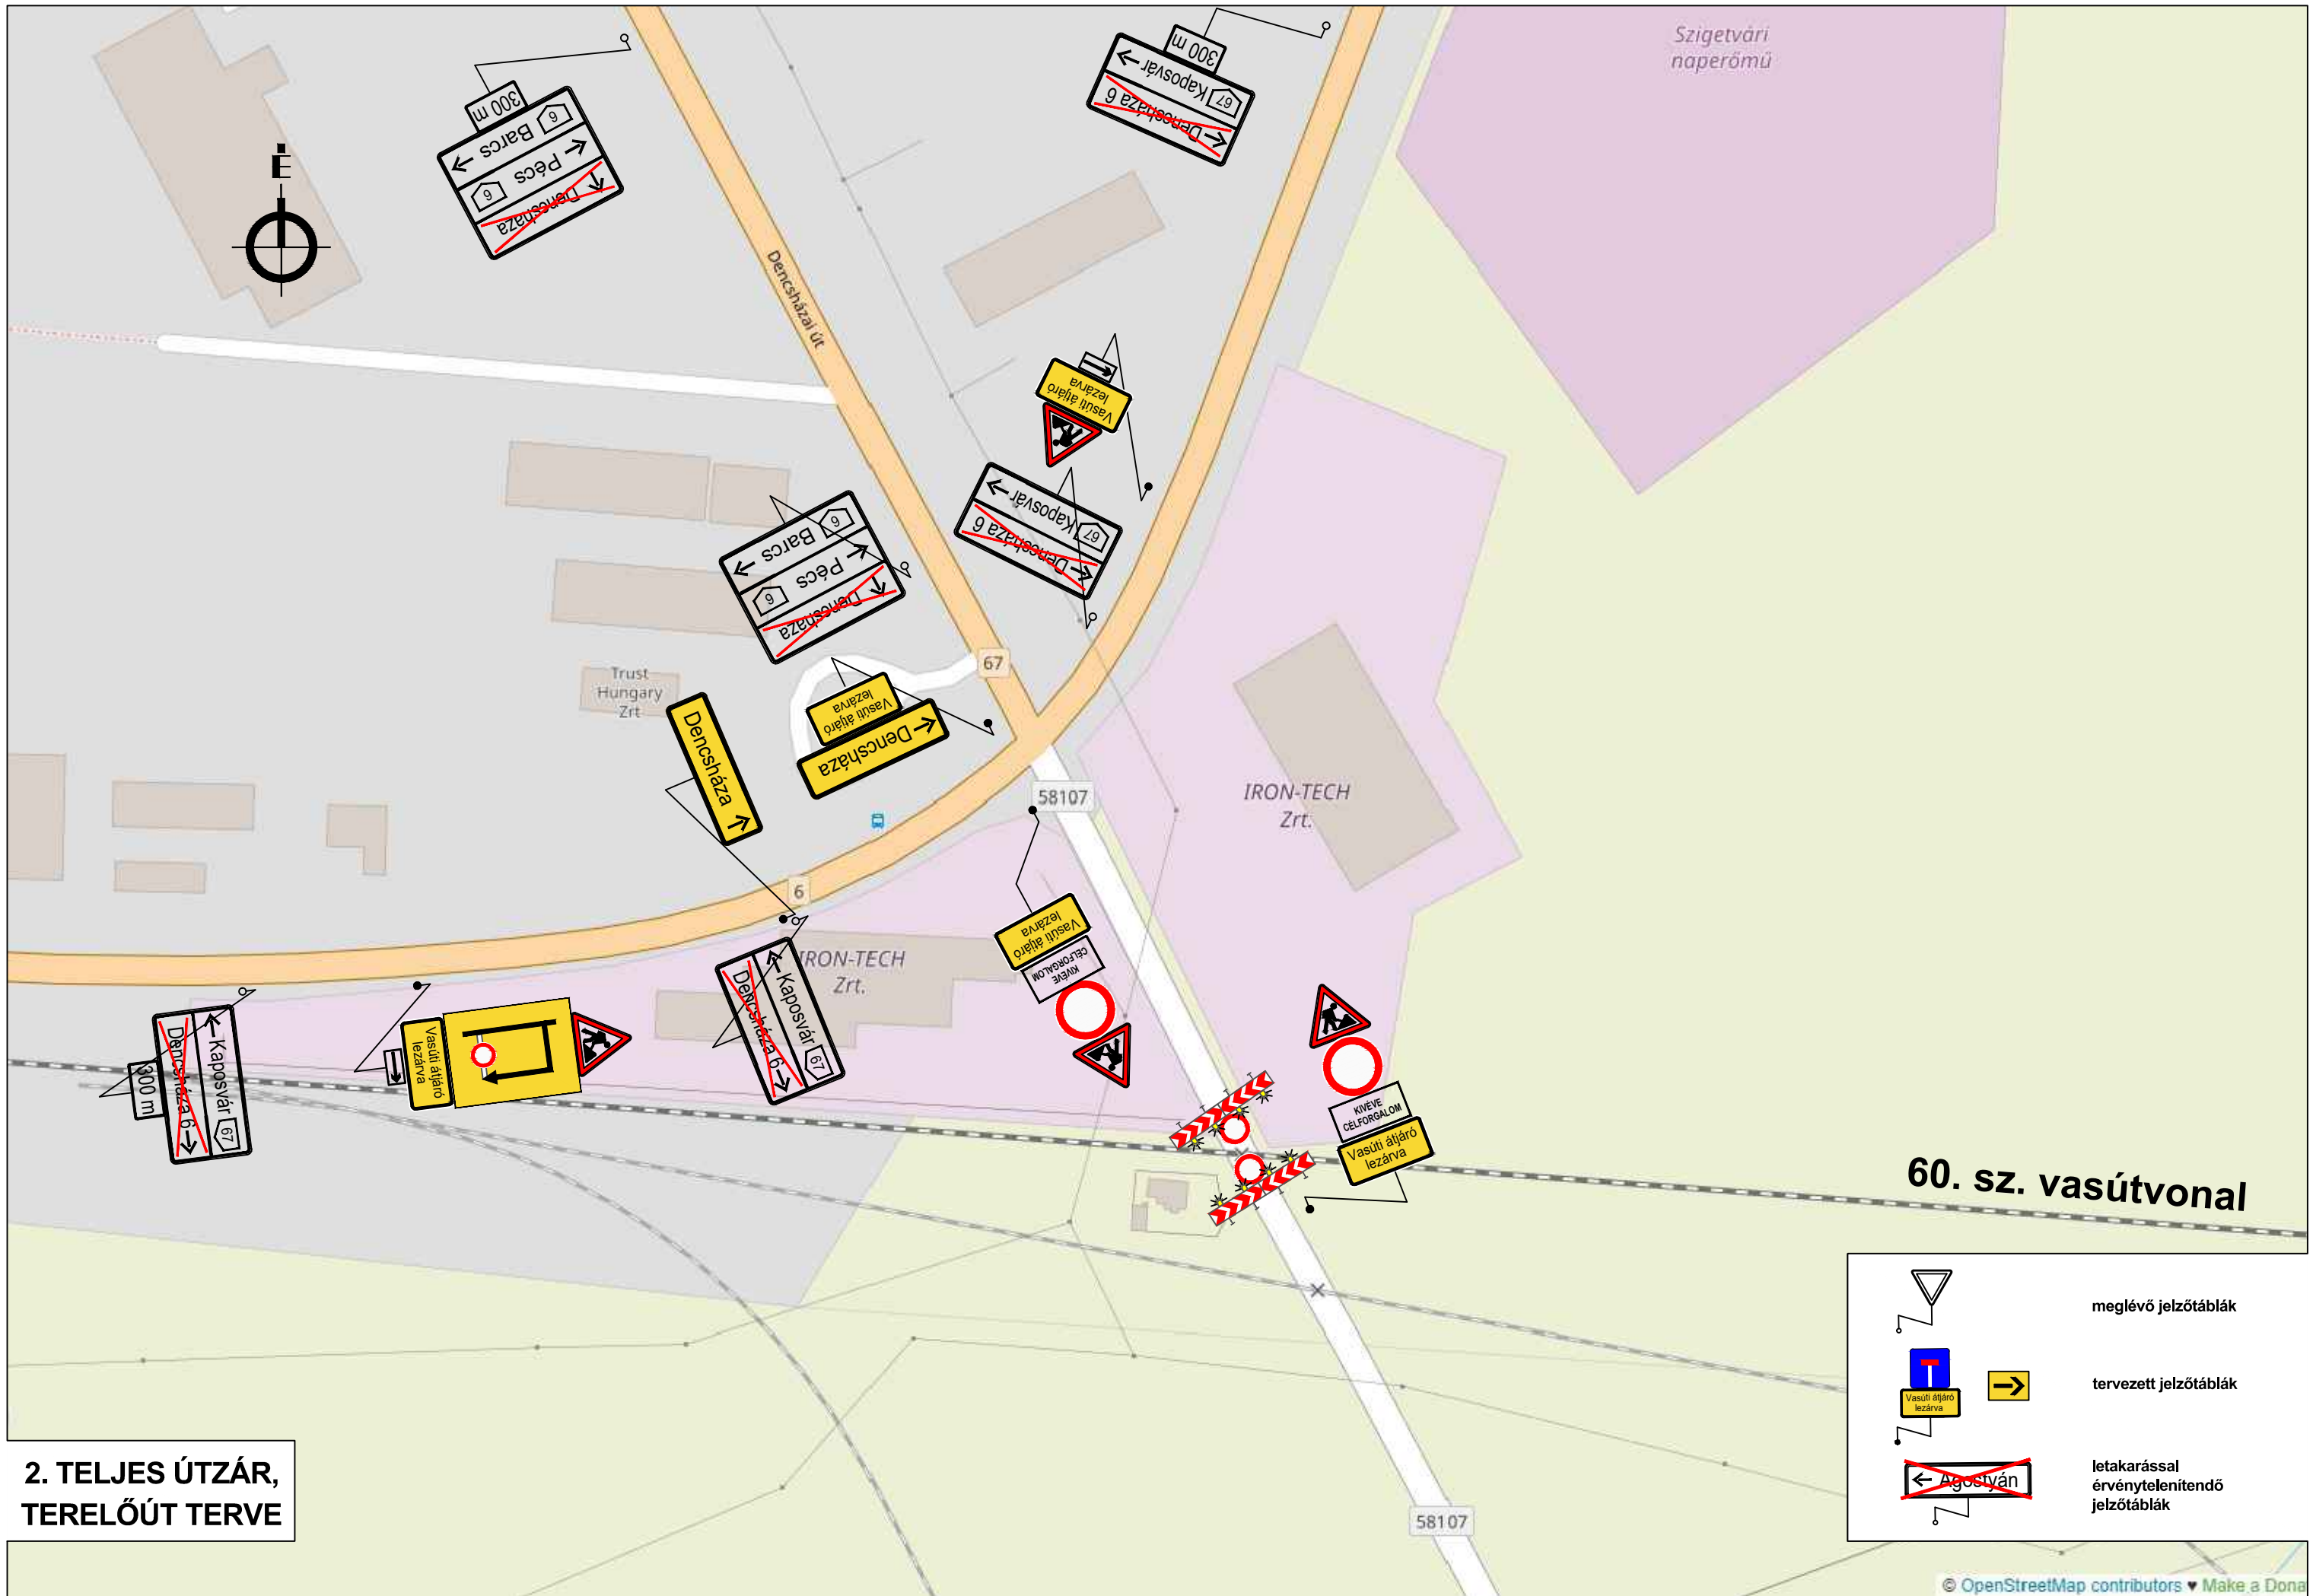 Szigetvári
naperőmű
300 m
Kaposvár 67
Dencsháza 6
300 m
Barcs 6
Pécs 6
Dencsháza
É
Dencsházai út
Vasúti átjáró
lezárva
Kaposvár 67
Dencsháza 6
Barcs 6
Pécs 6
Dencsháza
67
Trust
Hungary
Zrt
Vasúti átjáró
lezárva
Dencsháza
Dencsháza
58107
IRON-TECH
Zrt.
6
Vasúti átjáró
lezárva
KIVÉVE
CÉLFORGALOM
IRON-TECH
Zrt.
Kaposvár 67
Dencsháza 6
Vasúti átjáró
lezárva
Kaposvár 67
Dencsháza 6
300 m
KIVÉVE
CÉLFORGALOM
Vasúti átjáró
lezárva
60. sz. vasútvonal
meglévő jelzőtáblák
Vasúti átjáró
lezárva
tervezett jelzőtáblák
Ágostyán
letakarással
érvénytelenítendő
jelzőtáblák
2. TELJES ÚTZÁR,
TERELŐÚT TERVE
58107
© OpenStreetMap contributors ♥ Make a Dona